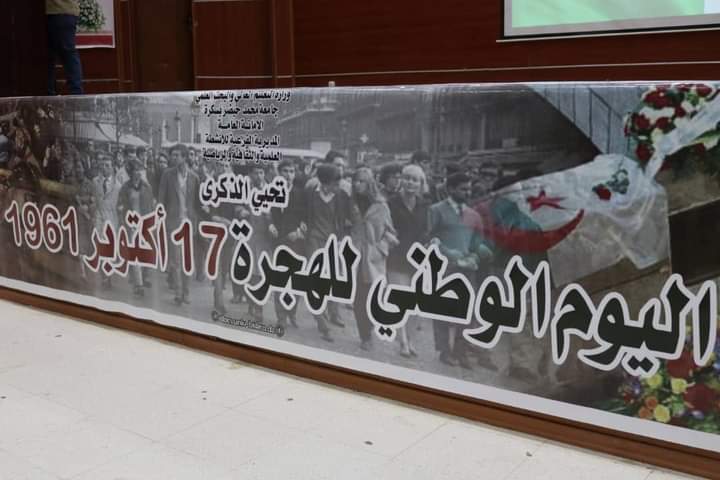 وزارة التعليم العالي والبحث العلمي
جامعة محمد خيضر بسكرة
الأمانة العامة
المديرية الفرعية للأنشطة
العلمية والثقافية والرياضية
تحيي الذكرى
اليوم الوطني للهجرة 17 أكتوبر 1961